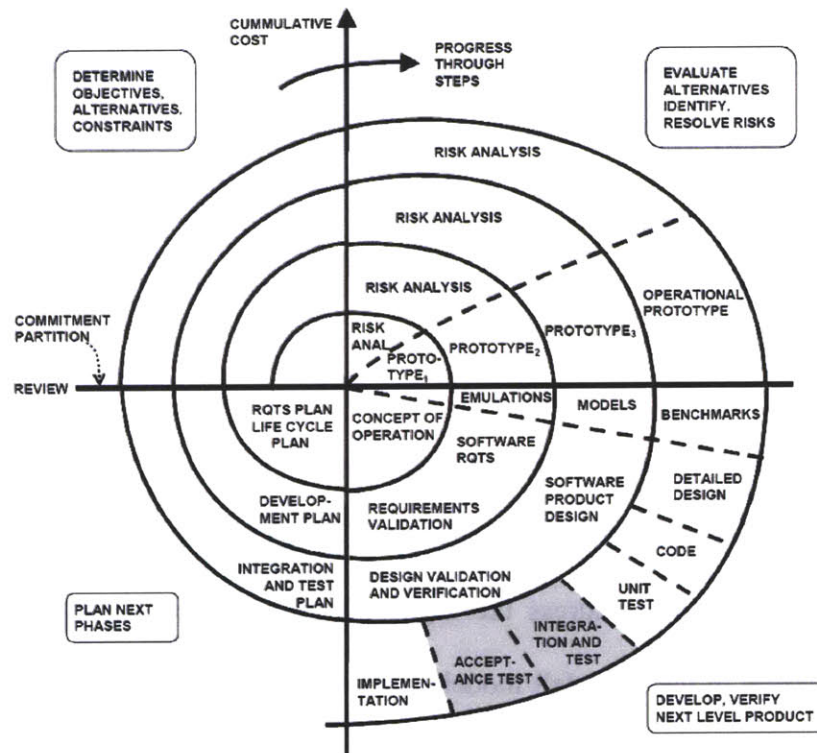 CUMMULATIVE
COST
PROGRESS
THROUGH
STEPS
DETERMINE
OBJECTIVES,
ALTERNATIVES,
CONSTRAINTS
EVALUATE
ALTERNATIVES
IDENTIFY,
RESOLVE RISKS
RISK ANALYSIS
RISK ANALYSIS
RISK ANALYSIS
RISK
ANAL.
PROTO-
TYPE1
PROTOTYPE2
PROTOTYPE3
OPERATIONAL
PROTOTYPE
COMMITMENT
PARTITION
REVIEW
RQTS PLAN
LIFE CYCLE
PLAN
CONCEPT OF
OPERATION
EMULATIONS
MODELS
BENCHMARKS
SOFTWARE
RQTS
SOFTWARE
PRODUCT
DESIGN
DETAILED
DESIGN
DEVELOP-
MENT PLAN
REQUIREMENTS
VALIDATION
CODE
UNIT
TEST
INTEGRATION
AND TEST
PLAN
DESIGN VALIDATION
AND VERIFICATION
PLAN NEXT
PHASES
INTEGRA-
TION AND
TEST
ACCEPT-
ANCE TEST
IMPLEMEN-
TATION
DEVELOP, VERIFY
NEXT LEVEL PRODUCT